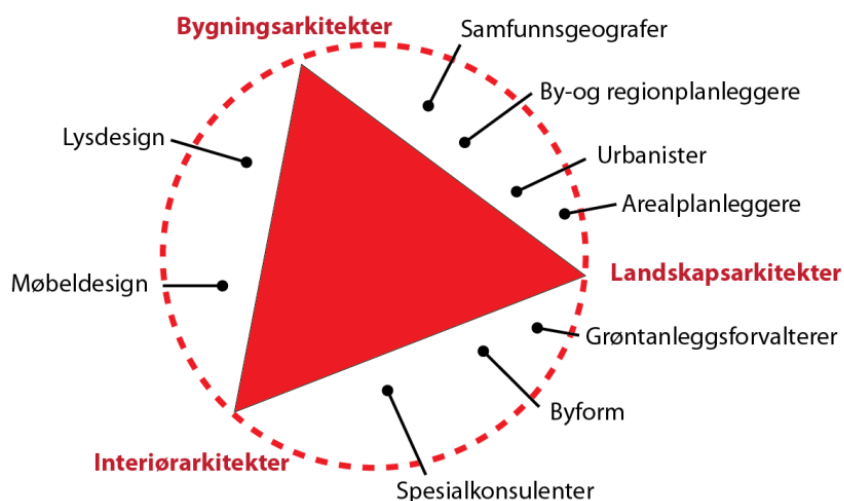 Bygningsarkitekter
Samfunnsgeografer
By-og regionplanleggere
Lysdesign
Urbanister
Arealplanleggere
Landskapsarkitekter
Møbeldesign
Grøntanleggsforvalterer
Byform
Interiørarkitekter
Spesialkonsulenter